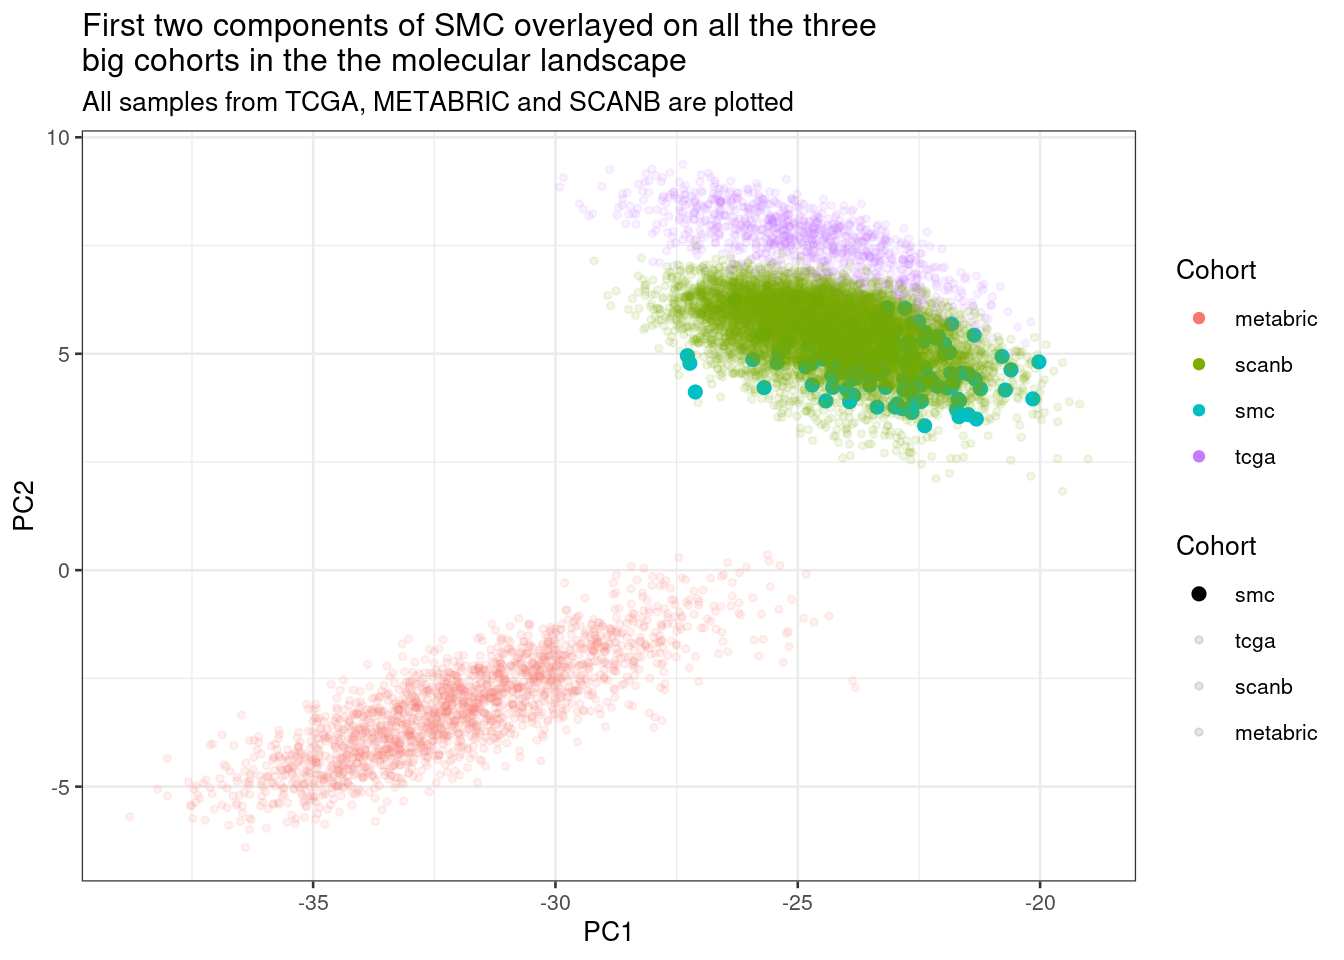 First two components of SMC overlayed on all the three
big cohorts in the the molecular landscape
All samples from TCGA, METABRIC and SCANB are plotted
10
5
0
-5
PC2
-35
-30
-25
-20
PC1
Cohort
metabric
scanb
smc
tcga
Cohort
smc
tcga
scanb
metabric